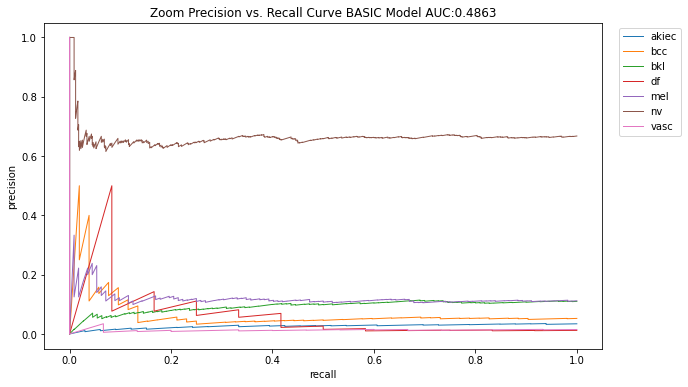 Zoom Precision vs. Recall Curve BASIC Model AUC:0.4863
akiec
bcc
bkl
df
mel
nv
vasc
precision
1.0
0.8
0.6
0.4
0.2
0.0
0.0 0.2 0.4 0.6 0.8 1.0
recall